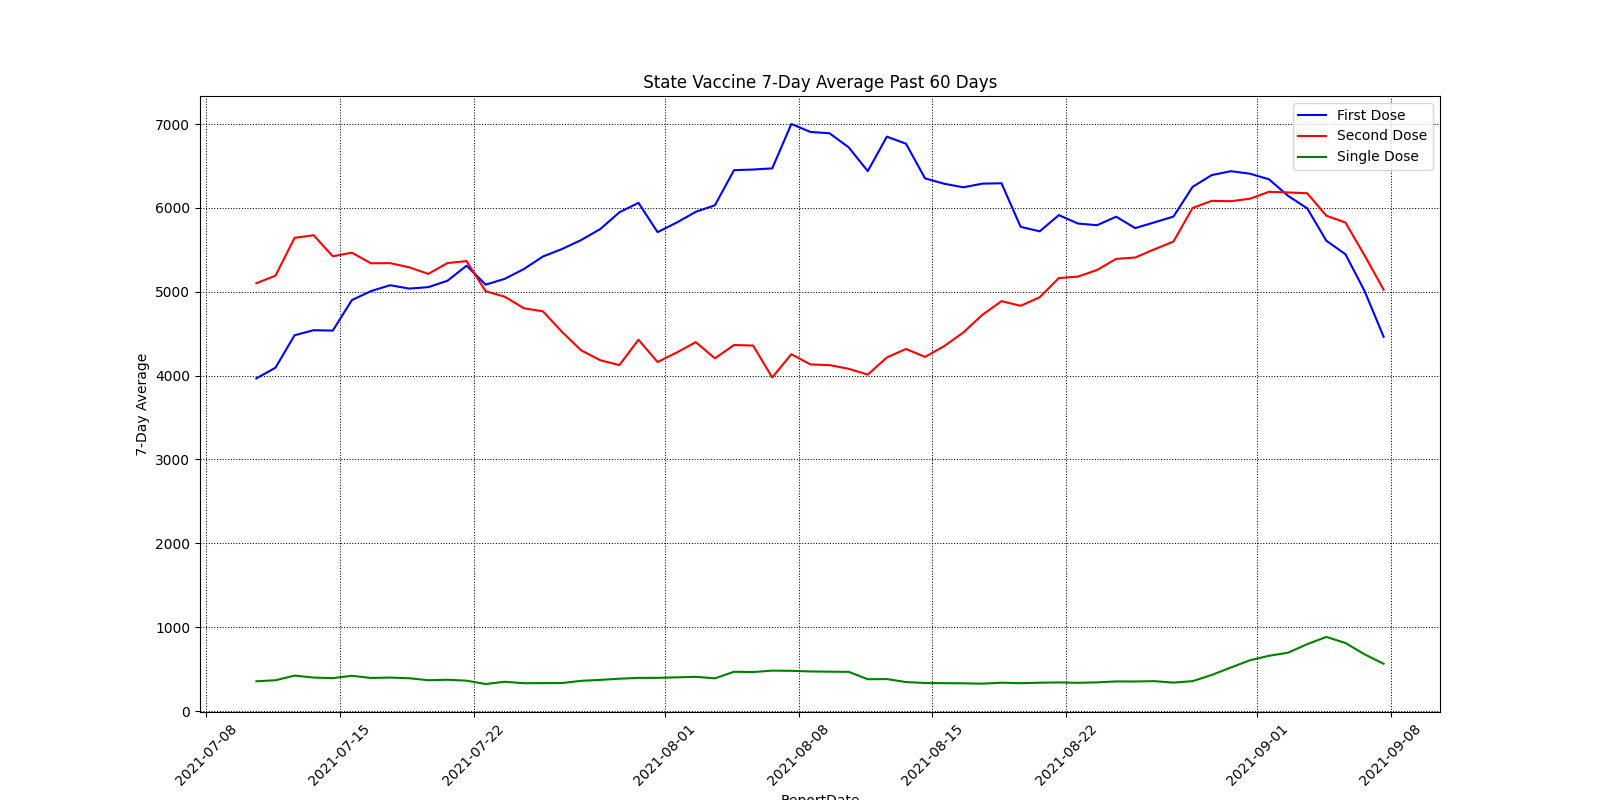 State Vaccine 7-Day Average Past 60 Days
First Dose
Second Dose
Single Dose
7-Day Average
7000
6000
5000
4000
3000
2000
1000
0
2021-07-08
2021-07-15
2021-07-22
2021-08-01
2021-08-08
2021-08-15
2021-08-22
2021-09-01
2021-09-08
ReportDate